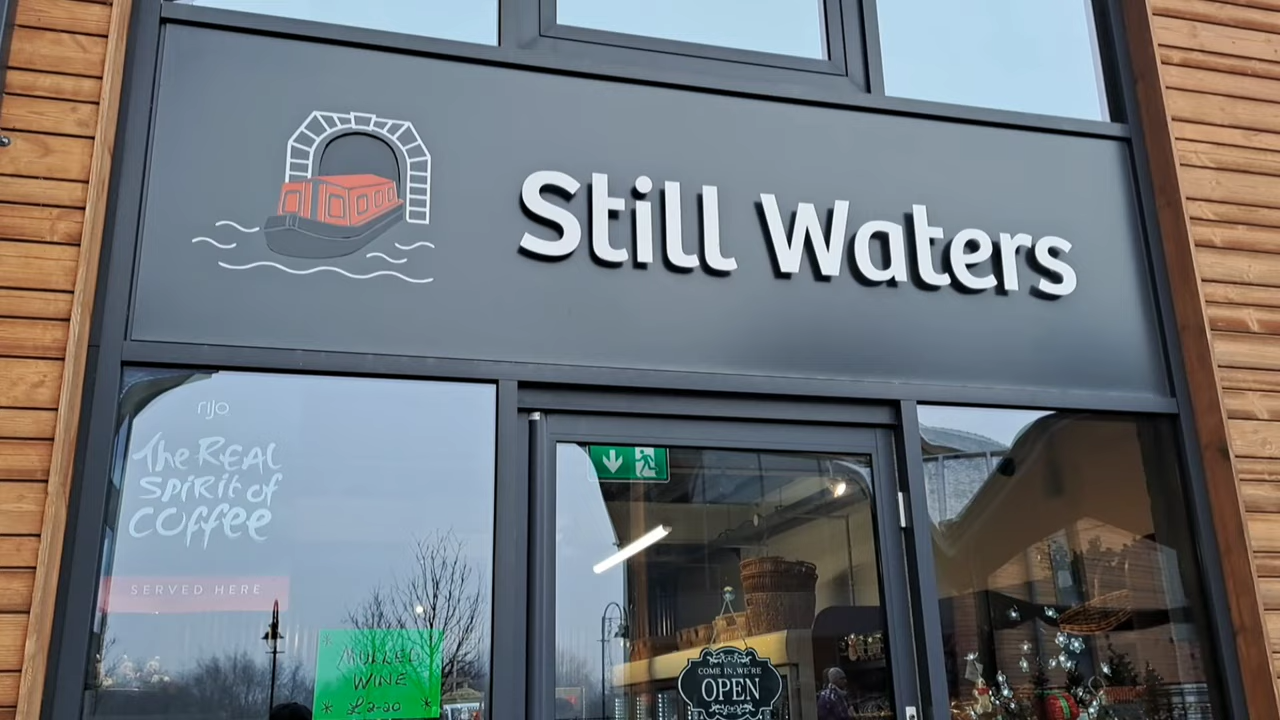 Still Waters
rijo
The REAL
SPiRit of
COffee
SERVED HERE
MULLED
WINE
£2-20
COME IN, WE'RE
OPEN